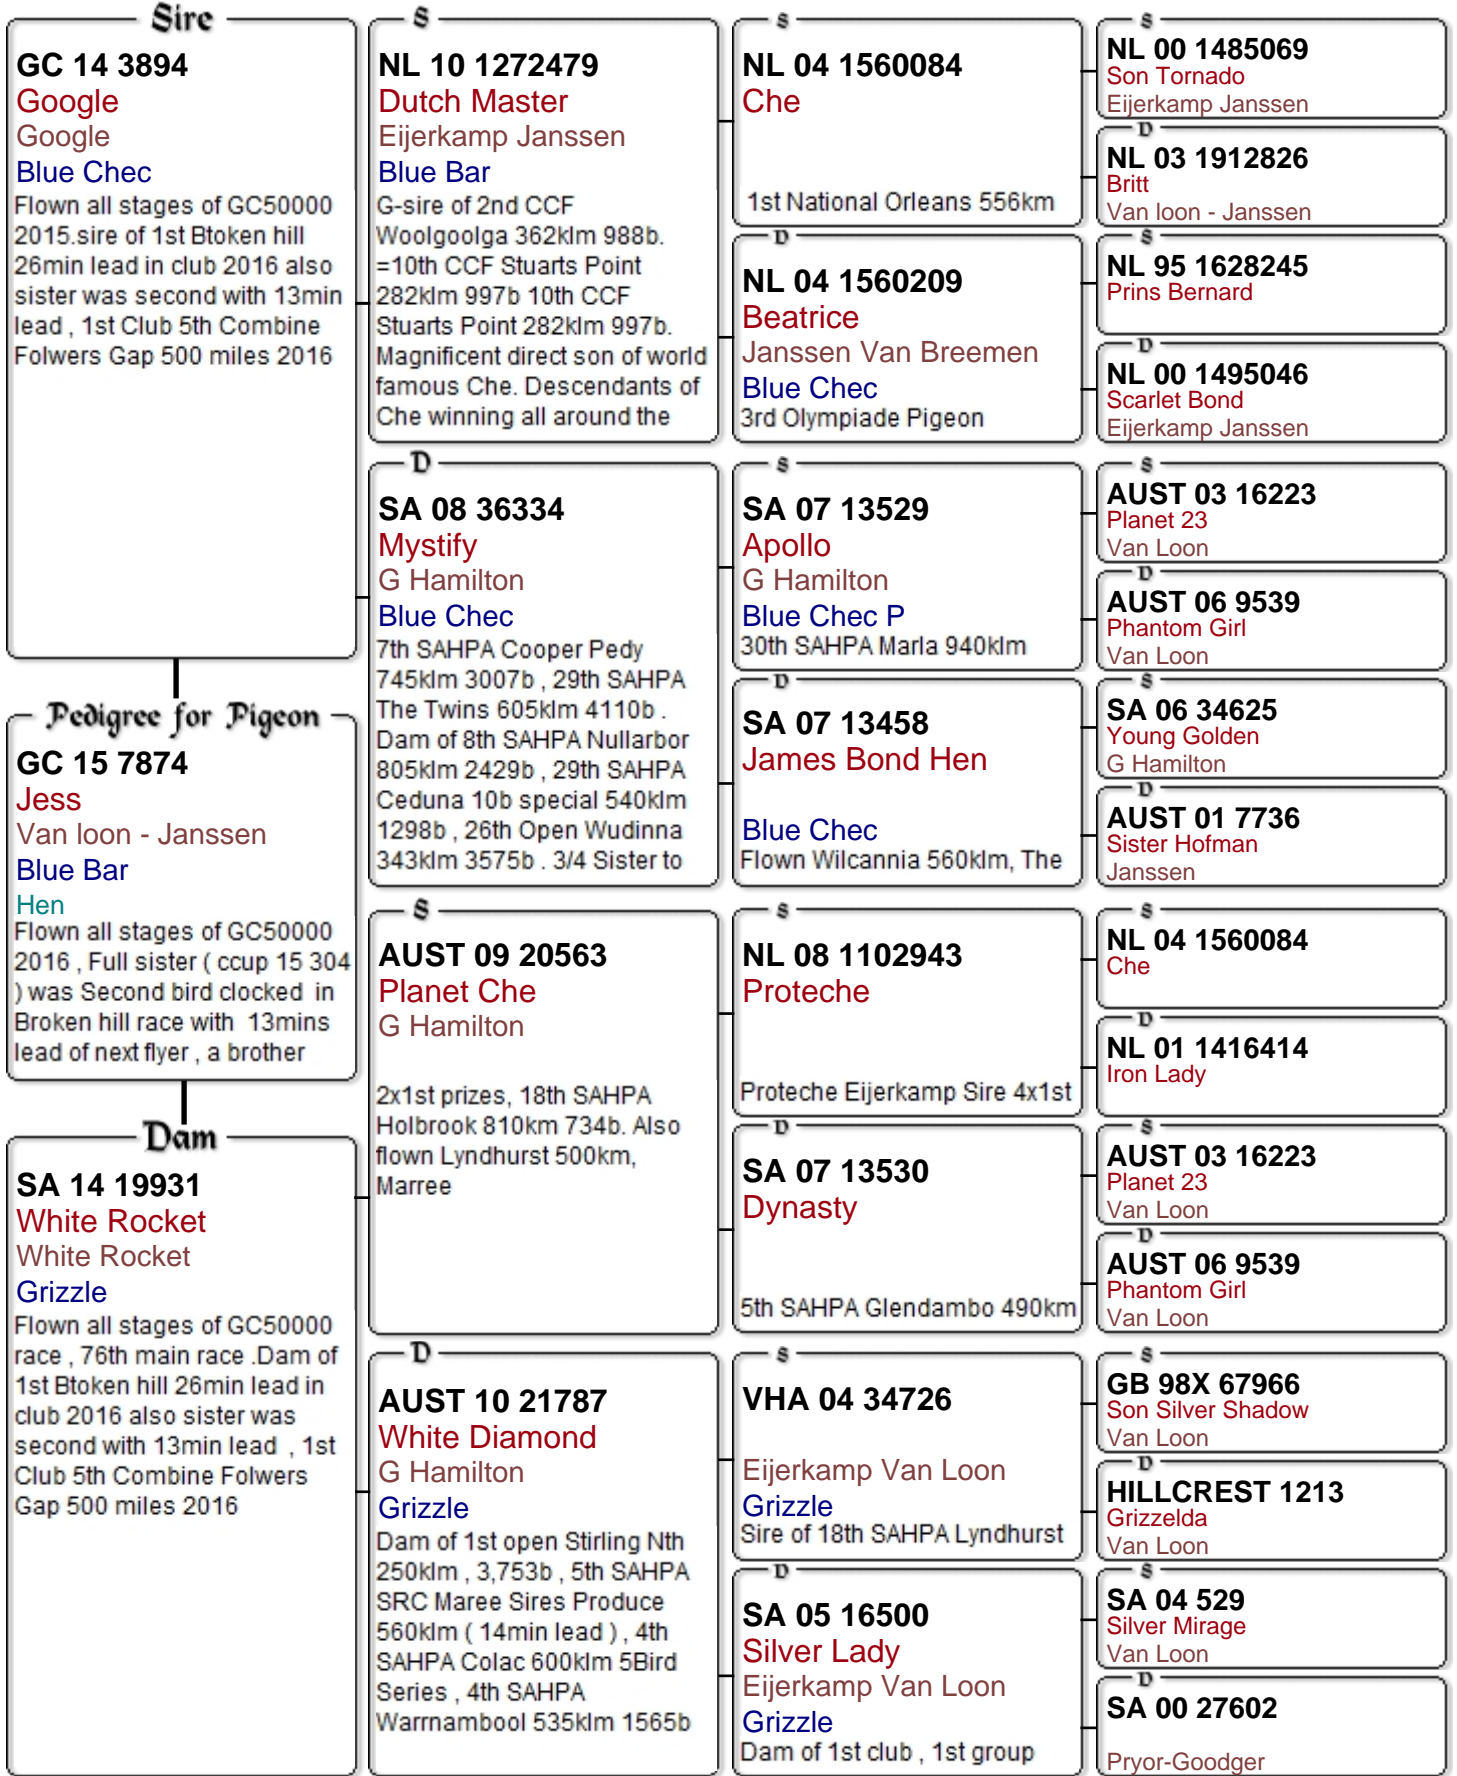 Sire
GC 14 3894
Google
Google
Blue Chec
Flown all stages of GC50000
2015.sire of 1st Btoken hill
26min lead in club 2016 also
sister was second with 13min
lead , 1st Club 5th Combine
Folwers Gap 500 miles 2016
Pedigree for Pigeon
GC 15 7874
Jess
Van loon - Janssen
Blue Bar
Hen
Flown all stages of GC50000
2016 , Full sister ( ccup 15 304
) was Second bird clocked in
Broken hill race with 13mins
lead of next flyer , a brother
Dam
SA 14 19931
White Rocket
White Rocket
Grizzle
Flown all stages of GC50000
race , 76th main race .Dam of
1st Btoken hill 26min lead in
club 2016 also sister was
second with 13min lead , 1st
Club 5th Combine Folwers
Gap 500 miles 2016
S
NL 10 1272479
Dutch Master
Eijerkamp Janssen
Blue Bar
G-sire of 2nd CCF
Woolgoolga 362klm 988b.
=10th CCF Stuarts Point
282klm 997b 10th CCF
Stuarts Point 282klm 997b.
Magnificent direct son of world
famous Che. Descendants of
Che winning all around the
D
SA 08 36334
Mystify
G Hamilton
Blue Chec
7th SAHPA Cooper Pedy
745klm 3007b , 29th SAHPA
The Twins 605klm 4110b .
Dam of 8th SAHPA Nullarbor
805klm 2429b , 29th SAHPA
Ceduna 10b special 540klm
1298b , 26th Open Wudinna
343klm 3575b . 3/4 Sister to
S
AUST 09 20563
Planet Che
G Hamilton
2x1st prizes, 18th SAHPA
Holbrook 810km 734b. Also
flown Lyndhurst 500km,
Marree
D
AUST 10 21787
White Diamond
G Hamilton
Grizzle
Dam of 1st open Stirling Nth
250klm , 3,753b , 5th SAHPA
SRC Maree Sires Produce
560klm ( 14min lead ) , 4th
SAHPA Colac 600klm 5Bird
Series , 4th SAHPA
Warrnambool 535klm 1565b
S
NL 04 1560084
Che
1st National Orleans 556km
D
NL 04 1560209
Beatrice
Janssen Van Breemen
Blue Chec
3rd Olympiade Pigeon
S
SA 07 13529
Apollo
G Hamilton
Blue Chec P
30th SAHPA Marla 940klm
D
SA 07 13458
James Bond Hen
Blue Chec
Flown Wilcannia 560klm, The
S
NL 08 1102943
Proteche
Proteche Eijerkamp Sire 4x1st
D
SA 07 13530
Dynasty
5th SAHPA Glendambo 490km
S
VHA 04 34726
Eijerkamp Van Loon
Grizzle
Sire of 18th SAHPA Lyndhurst
D
SA 05 16500
Silver Lady
Eijerkamp Van Loon
Grizzle
Dam of 1st club , 1st group
S
NL 00 1485069
Son Tornado
Eijerkamp Janssen
D
NL 03 1912826
Britt
Van loon - Janssen
S
NL 95 1628245
Prins Bernard
D
NL 00 1495046
Scarlet Bond
Eijerkamp Janssen
S
AUST 03 16223
Planet 23
Van Loon
D
AUST 06 9539
Phantom Girl
Van Loon
S
SA 06 34625
Young Golden
G Hamilton
D
AUST 01 7736
Sister Hofman
Janssen
S
NL 04 1560084
Che
D
NL 01 1416414
Iron Lady
S
AUST 03 16223
Planet 23
Van Loon
D
AUST 06 9539
Phantom Girl
Van Loon
S
GB 98X 67966
Son Silver Shadow
Van Loon
D
HILLCREST 1213
Grizzelda
Van Loon
S
SA 04 529
Silver Mirage
Van Loon
D
SA 00 27602
Pryor-Goodger